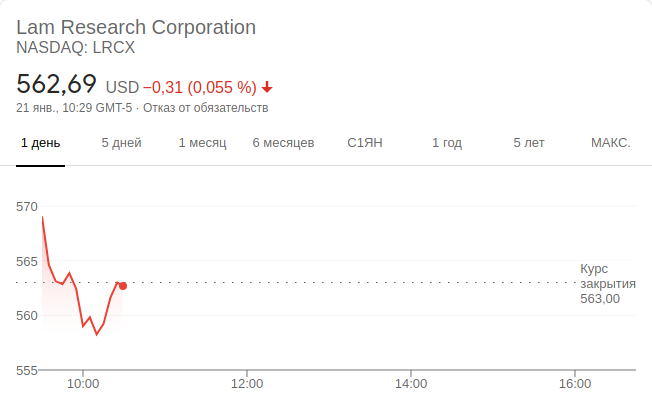 Lam Research Corporation
NASDAQ: LRCX
562,69 USD −0,31 (0,055 %)
21 янв., 10:29 GMT-5 · Отказ от обязательств
1 день 5 дней 1 месяц 6 месяцев С1ЯН 1 год 5 лет МАКС.
570
565
Курс
закрытия
563,00
560
555
10:00 12:00 14:00 16:00